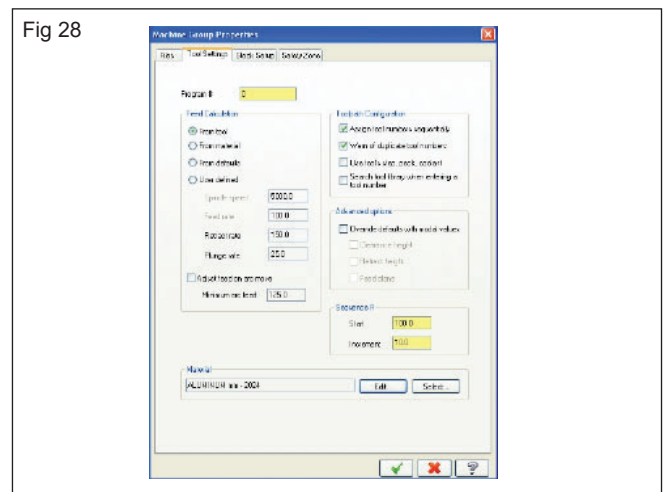 Fig 28
Machine Group Properties
Files Tool Settings Stock Setup Safety Zone
Program # 0
Feed Calculation
From tool
From material
From defaults
User defined
Spindle speed 5000.0
Feed rate 100.0
Retract rate 150.0
Plunge rate 25.0
Adjust feed on arc move
Minimum arc feed 125.0
Toolpath Configuration
Assign tool numbers sequentially
Warn of duplicate tool numbers
Use tool's step, peck, coolant
Search tool library when entering a
tool number
Advanced options
Override defaults with modal values
Clearance height
Retract height
Feed plane
Sequence #
Start 100.0
Increment 10.0
Material
ALUMINUM mm - 2024 Edit Select...